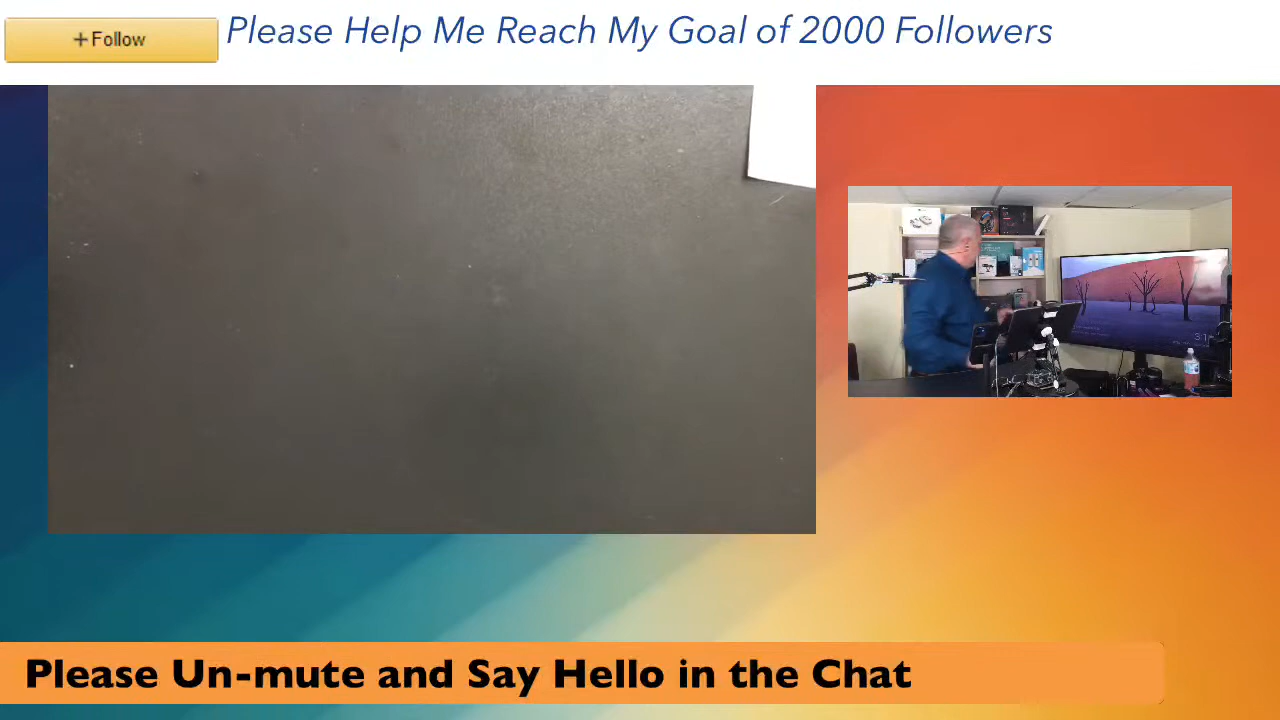 +Follow
Please Help Me Reach My Goal of 2000 Followers
Please Un-mute and Say Hello in the Chat